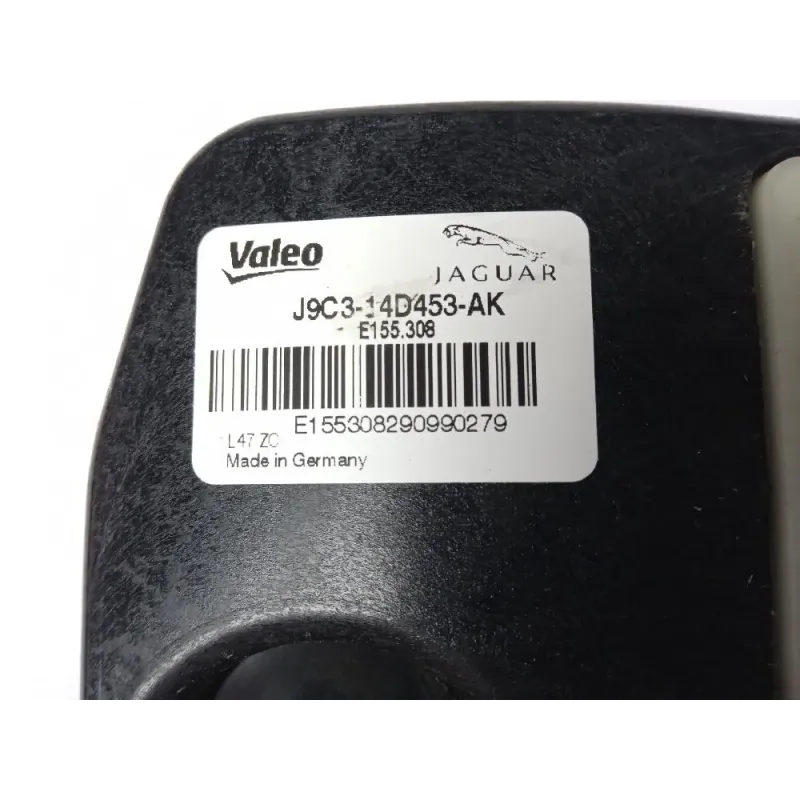 Valeo
JAGUAR
J9C3-14D453-AK
E155.308
E155308290990279
L47 ZC
Made in Germany